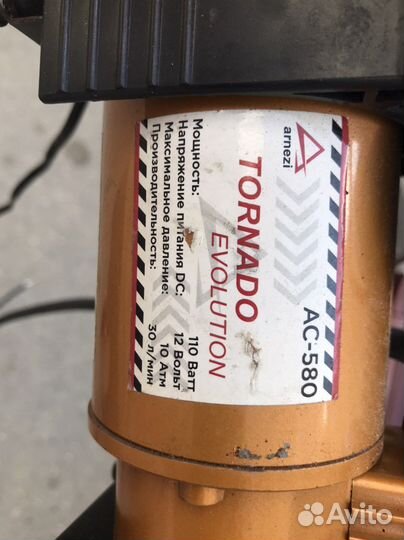 arnezi
AC-580
TORNADO
EVOLUTION
Мощность: 110 Ватт
Напряжение питания DC: 12 Вольт
Максимальное давление: 10 Атм
Производительность: 30 л/мин
Avito